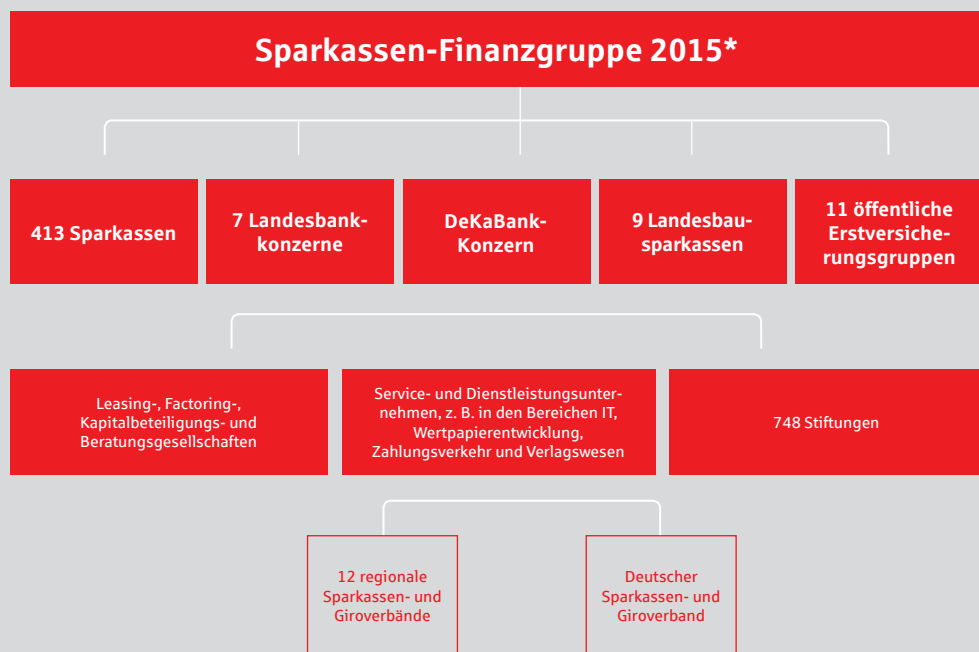 Sparkassen-Finanzgruppe 2015*
413 Sparkassen
7 Landesbank-
konzerne
DeKaBank-
Konzern
9 Landesbau-
sparkassen
11 öffentliche
Erstversiche-
rungsgruppen
Leasing-, Factoring-,
Kapitalbeteiligungs- und
Beratungsgesellschaften
Service- und Dienstleistungsunter-
nehmen, z. B. in den Bereichen IT,
Wertpapierentwicklung,
Zahlungsverkehr und Verlagswesen
748 Stiftungen
12 regionale
Sparkassen- und
Giroverbände
Deutscher
Sparkassen- und
Giroverband